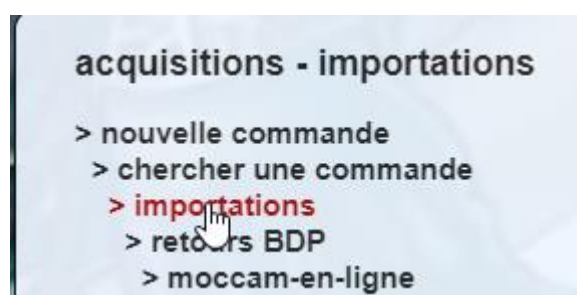 acquisitions - importations
> nouvelle commande
> chercher une commande
> importations
> retours BDP
> moccam-en-ligne